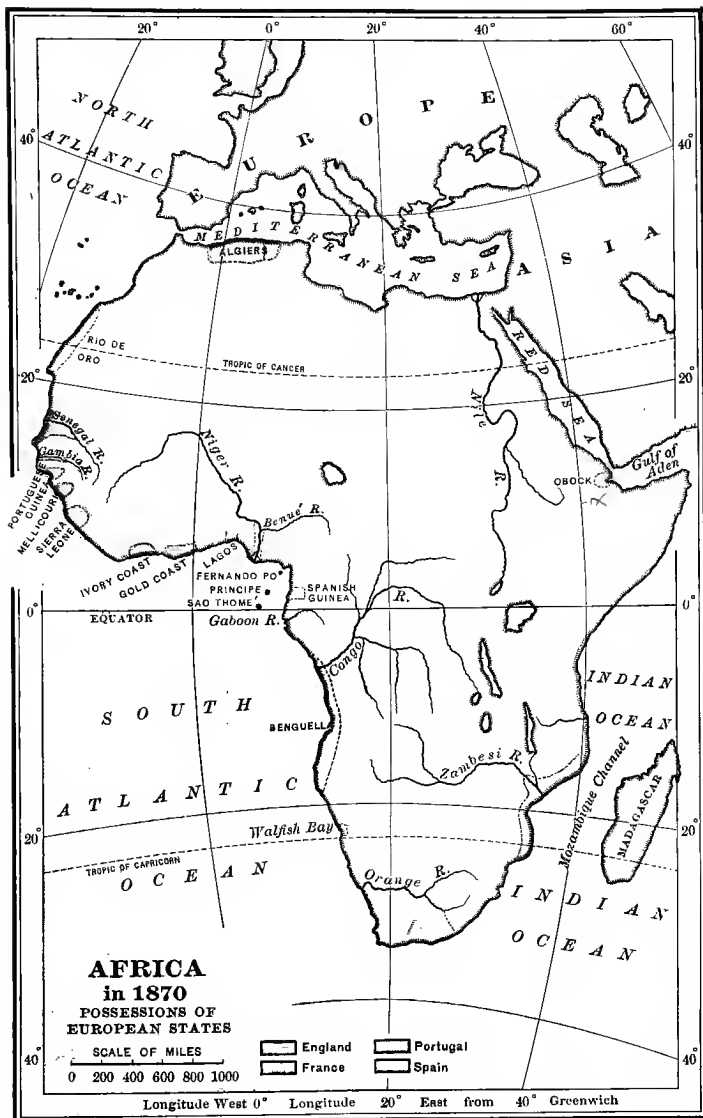 20° 0° 20° 40° 60°
NORTH
ATLANTIC
OCEAN
40°
EUROPE
40°
ASIA
MEDITERRANEAN SEA
ALGIERS
RIO DE
ORO
TROPIC OF CANCER
20°
20°
Nile
R.
RED SEA
Gulf of
Aden
OBOCK
Senegal R.
Gambia R.
PORTUGUESE
GUINEA
MELLICOURI
SIERRA
LEONE
Niger R.
Benué R.
IVORY COAST
GOLD COAST
LAGOS
FERNANDO PO
PRINCIPE
SAO THOME
SPANISH
GUINEA
0°
EQUATOR
0°
Gaboon R.
Congo
R.
SOUTH
ATLANTIC
OCEAN
BENGUELL
INDIAN
OCEAN
Zambesi R.
Mozambique Channel
MADAGASCAR
20°
20°
Walfish Bay
TROPIC OF CAPRICORN
Orange R.
INDIAN
OCEAN
AFRICA
in 1870
POSSESSIONS OF
EUROPEAN STATES
SCALE OF MILES
0 200 400 600 800 1000
England
France
Portugal
Spain
40°
40°
Longitude West 0° Longitude 20° East from 40° Greenwich